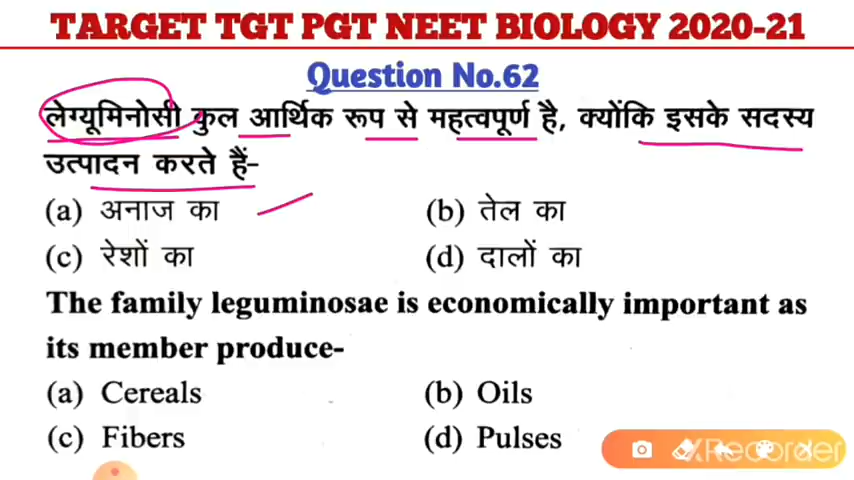 TARGET TGT PGT NEET BIOLOGY 2020-21
Question No.62
लेग्यूमिनोसी कुल आर्थिक रूप से महत्वपूर्ण है, क्योंकि इसके सदस्य
उत्पादन करते हैं-
(a) अनाज का (b) तेल का
(c) रेशों का (d) दालों का
The family leguminosae is economically important as
its member produce-
(a) Cereals (b) Oils
(c) Fibers (d) Pulses
XRecorder